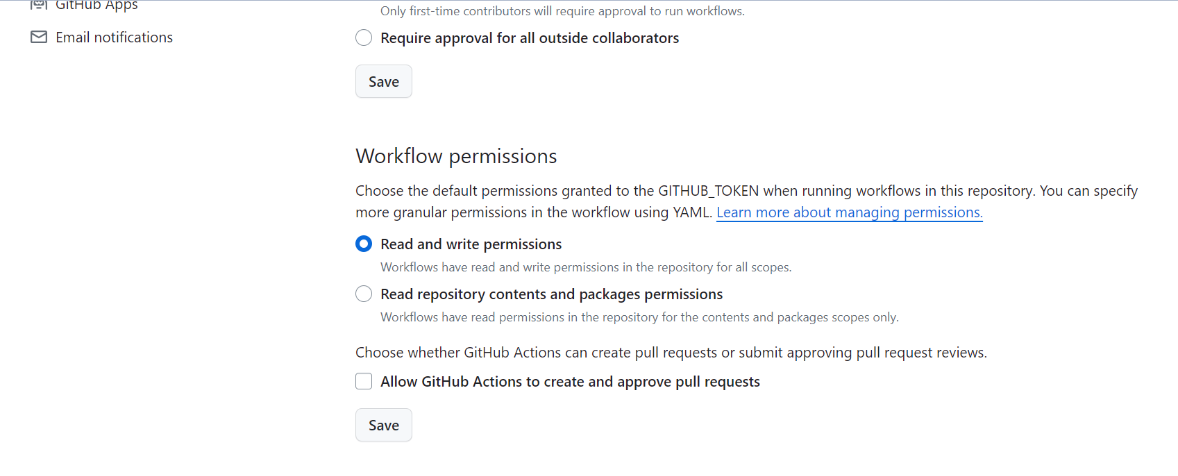 GitHub Apps
Only first-time contributors will require approval to run workflows.
Email notifications
Require approval for all outside collaborators
Save
Workflow permissions
Choose the default permissions granted to the GITHUB_TOKEN when running workflows in this repository. You can specify
more granular permissions in the workflow using YAML. Learn more about managing permissions.
Read and write permissions
Workflows have read and write permissions in the repository for all scopes.
Read repository contents and packages permissions
Workflows have read permissions in the repository for the contents and packages scopes only.
Choose whether GitHub Actions can create pull requests or submit approving pull request reviews.
Allow GitHub Actions to create and approve pull requests
Save